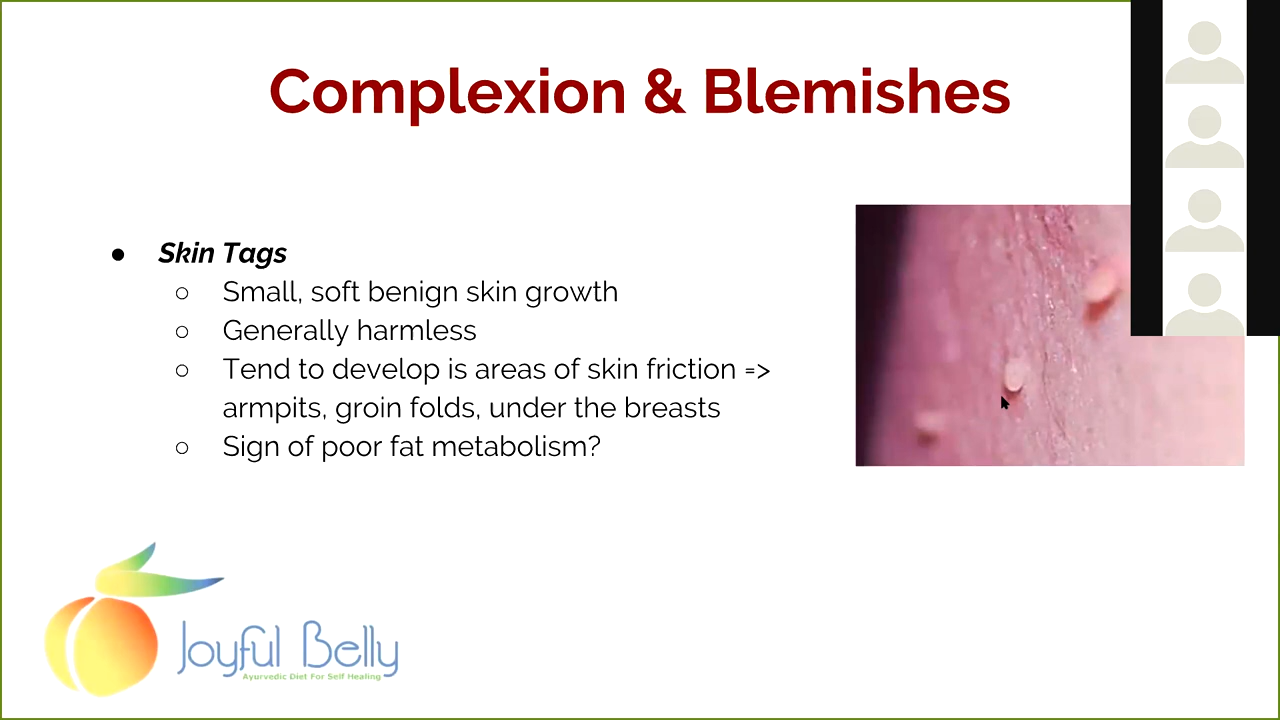 Complexion & Blemishes
● Skin Tags
○ Small, soft benign skin growth
○ Generally harmless
○ Tend to develop is areas of skin friction =>
armpits, groin folds, under the breasts
○ Sign of poor fat metabolism?
Joyful Belly
Ayurvedic Diet For Self Healing